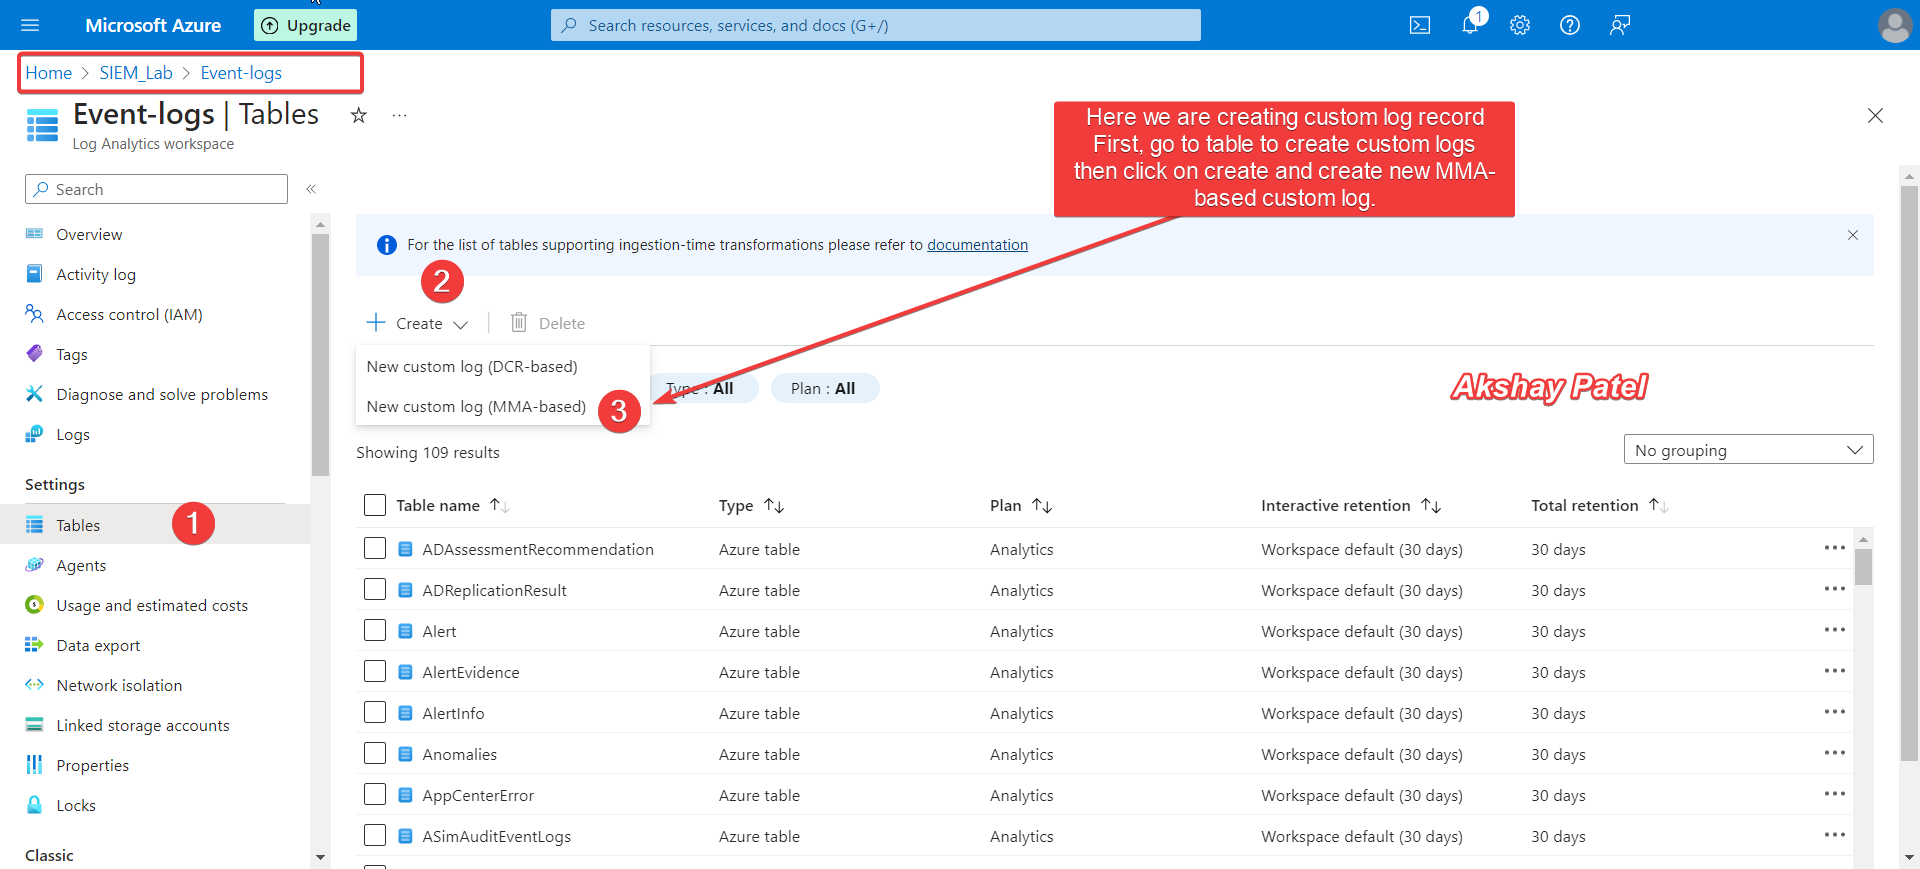 Microsoft Azure
Upgrade
Search resources, services, and docs (G+/)
1
Home > SIEM_Lab > Event-logs
Event-logs | Tables
Log Analytics workspace
Here we are creating custom log record
First, go to table to create custom logs
then click on create and create new MMA-
based custom log.
Search
Overview
Activity log
Access control (IAM)
Tags
Diagnose and solve problems
Logs
Settings
Tables
1
Agents
Usage and estimated costs
Data export
Network isolation
Linked storage accounts
Properties
Locks
Classic
For the list of tables supporting ingestion-time transformations please refer to documentation
2
Create
Delete
New custom log (DCR-based)
New custom log (MMA-based)
3
Type : All
Plan : All
Akshay Patel
Showing 109 results
No grouping
Table name Type Plan Interactive retention Total retention
ADAssessmentRecommendation Azure table Analytics Workspace default (30 days) 30 days
ADReplicationResult Azure table Analytics Workspace default (30 days) 30 days
Alert Azure table Analytics Workspace default (30 days) 30 days
AlertEvidence Azure table Analytics Workspace default (30 days) 30 days
AlertInfo Azure table Analytics Workspace default (30 days) 30 days
Anomalies Azure table Analytics Workspace default (30 days) 30 days
AppCenterError Azure table Analytics Workspace default (30 days) 30 days
ASimAuditEventLogs Azure table Analytics Workspace default (30 days) 30 days